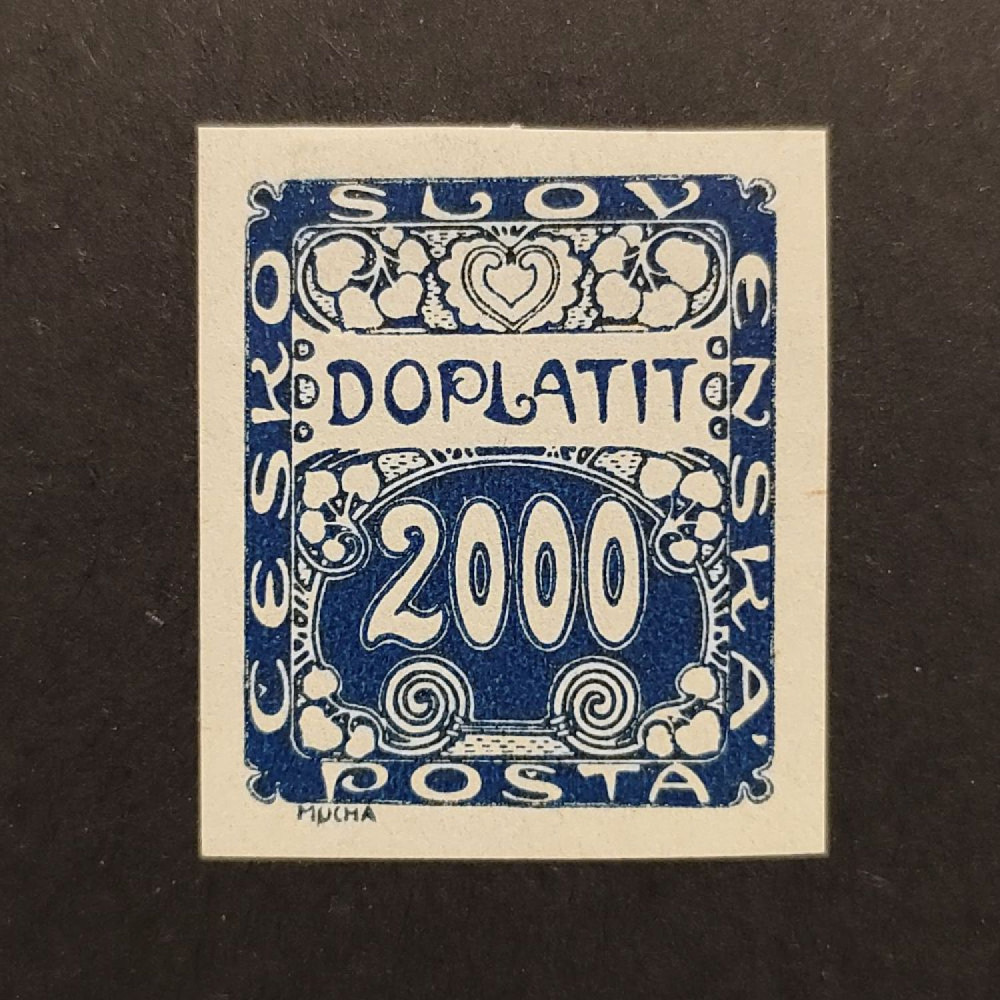 ČESKO
SLOV
ENSKÁ
DOPLATIT
2000
POŠTA
MUCHA